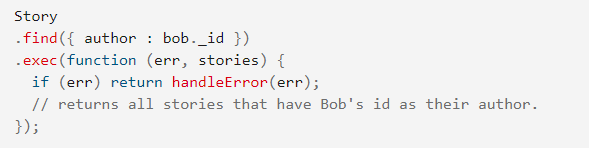 Story
.find({ author : bob._id })
.exec(function (err, stories) {
  if (err) return handleError(err);
  // returns all stories that have Bob's id as their author.
});